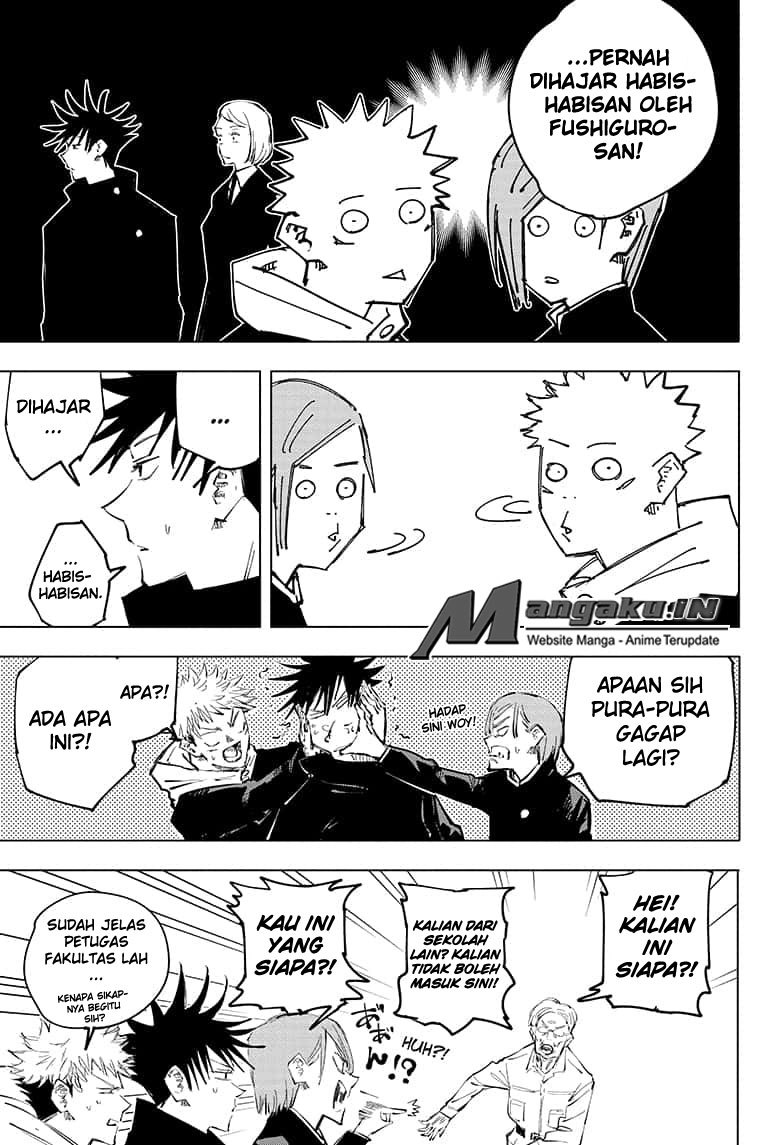 ...PERNAH
DIHAJAR HABIS-
HABISAN OLEH
FUSHIGURO-
SAN!
DIHAJAR
...
...
...
HABIS-
HABISAN.
MangakuiN
Website Manga - Anime Terupdate
APAAN SIH
PURA-PURA
GAGAP
LAGI?
HADAP
SINI WOY!
APA?!
ADA APA
INI?!
HEI!
KALIAN
INI
SIAPA?!
KALIAN DARI
SEKOLAH
LAIN? KALIAN
TIDAK BOLEH
MASUK SINI!
HUH?!
KAU INI
YANG
SIAPA?!
SUDAH JELAS
PETUGAS
FAKULTAS LAH
...
KENAPA SIKAP-
NYA BEGITU
SIH?